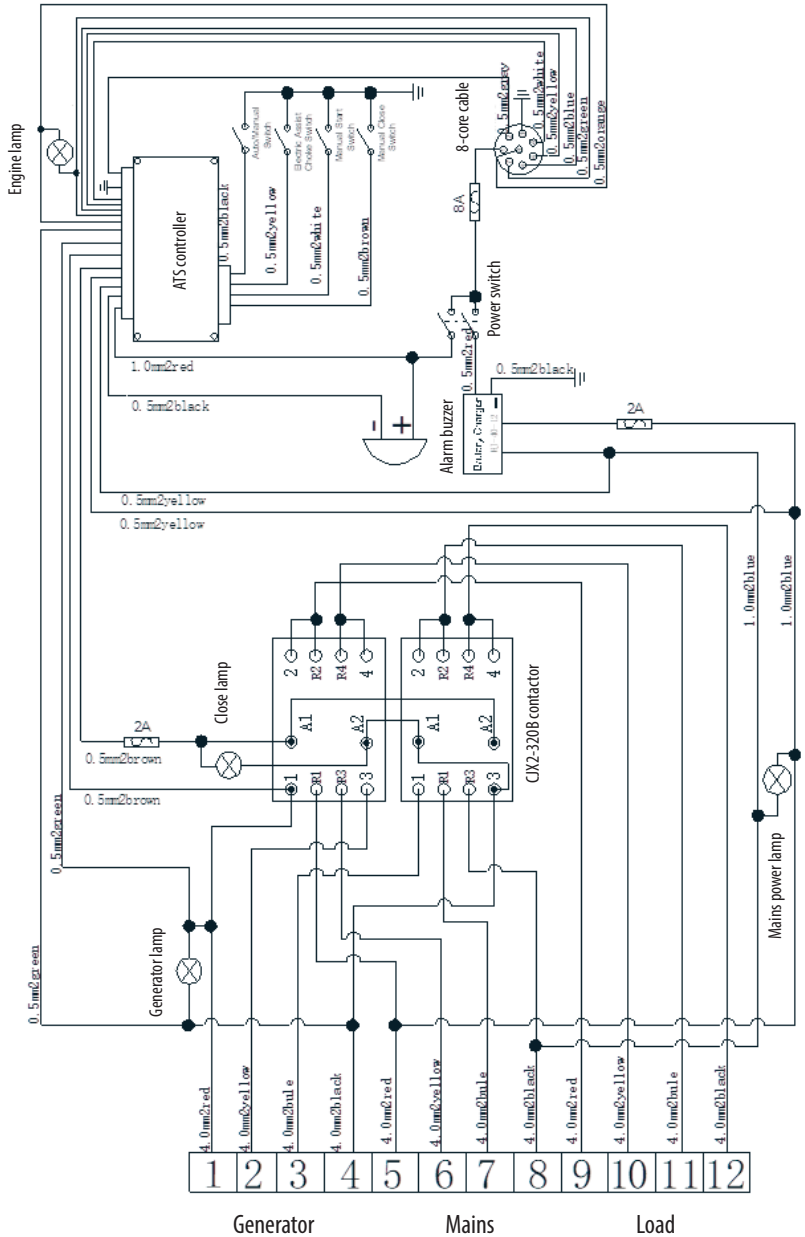 Engine lamp
ATS controller
0.5mm2black
0.5mm2yellow
0.5mm2white
0.5mm2brown
Auto/Manual
Switch
Electric Assist
Choke Switch
Manual Start
Switch
Manual Close
Switch
8-core cable
0.5mm2gray
0.5mm2white
0.5mm2yellow
0.5mm2blue
0.5mm2green
0.5mm2orange
8A
Power switch
1.0mm2red
0.5mm2black
-
+
0.5mm2red
0.5mm2black
Alarm buzzer
Battery Charger
2A
0.5mm2yellow
0.5mm2yellow
1.0mm2blue
1.0mm2blue
2A
Close lamp
0.5mm2brown
0.5mm2brown
0.5mm2green
0.5mm2green
2
R2
R4
4
A1
A2
1
R1
R3
3
2
R2
R4
4
A1
A2
1
R1
R3
3
CJX2-320B contactor
Generator lamp
Mains power lamp
4.0mm2red
4.0mm2yellow
4.0mm2bule
4.0mm2black
4.0mm2red
4.0mm2yellow
4.0mm2bule
4.0mm2black
4.0mm2red
4.0mm2yellow
4.0mm2bule
4.0mm2black
1 2 3 4 5 6 7 8 9 10 11 12
Generator Mains Load